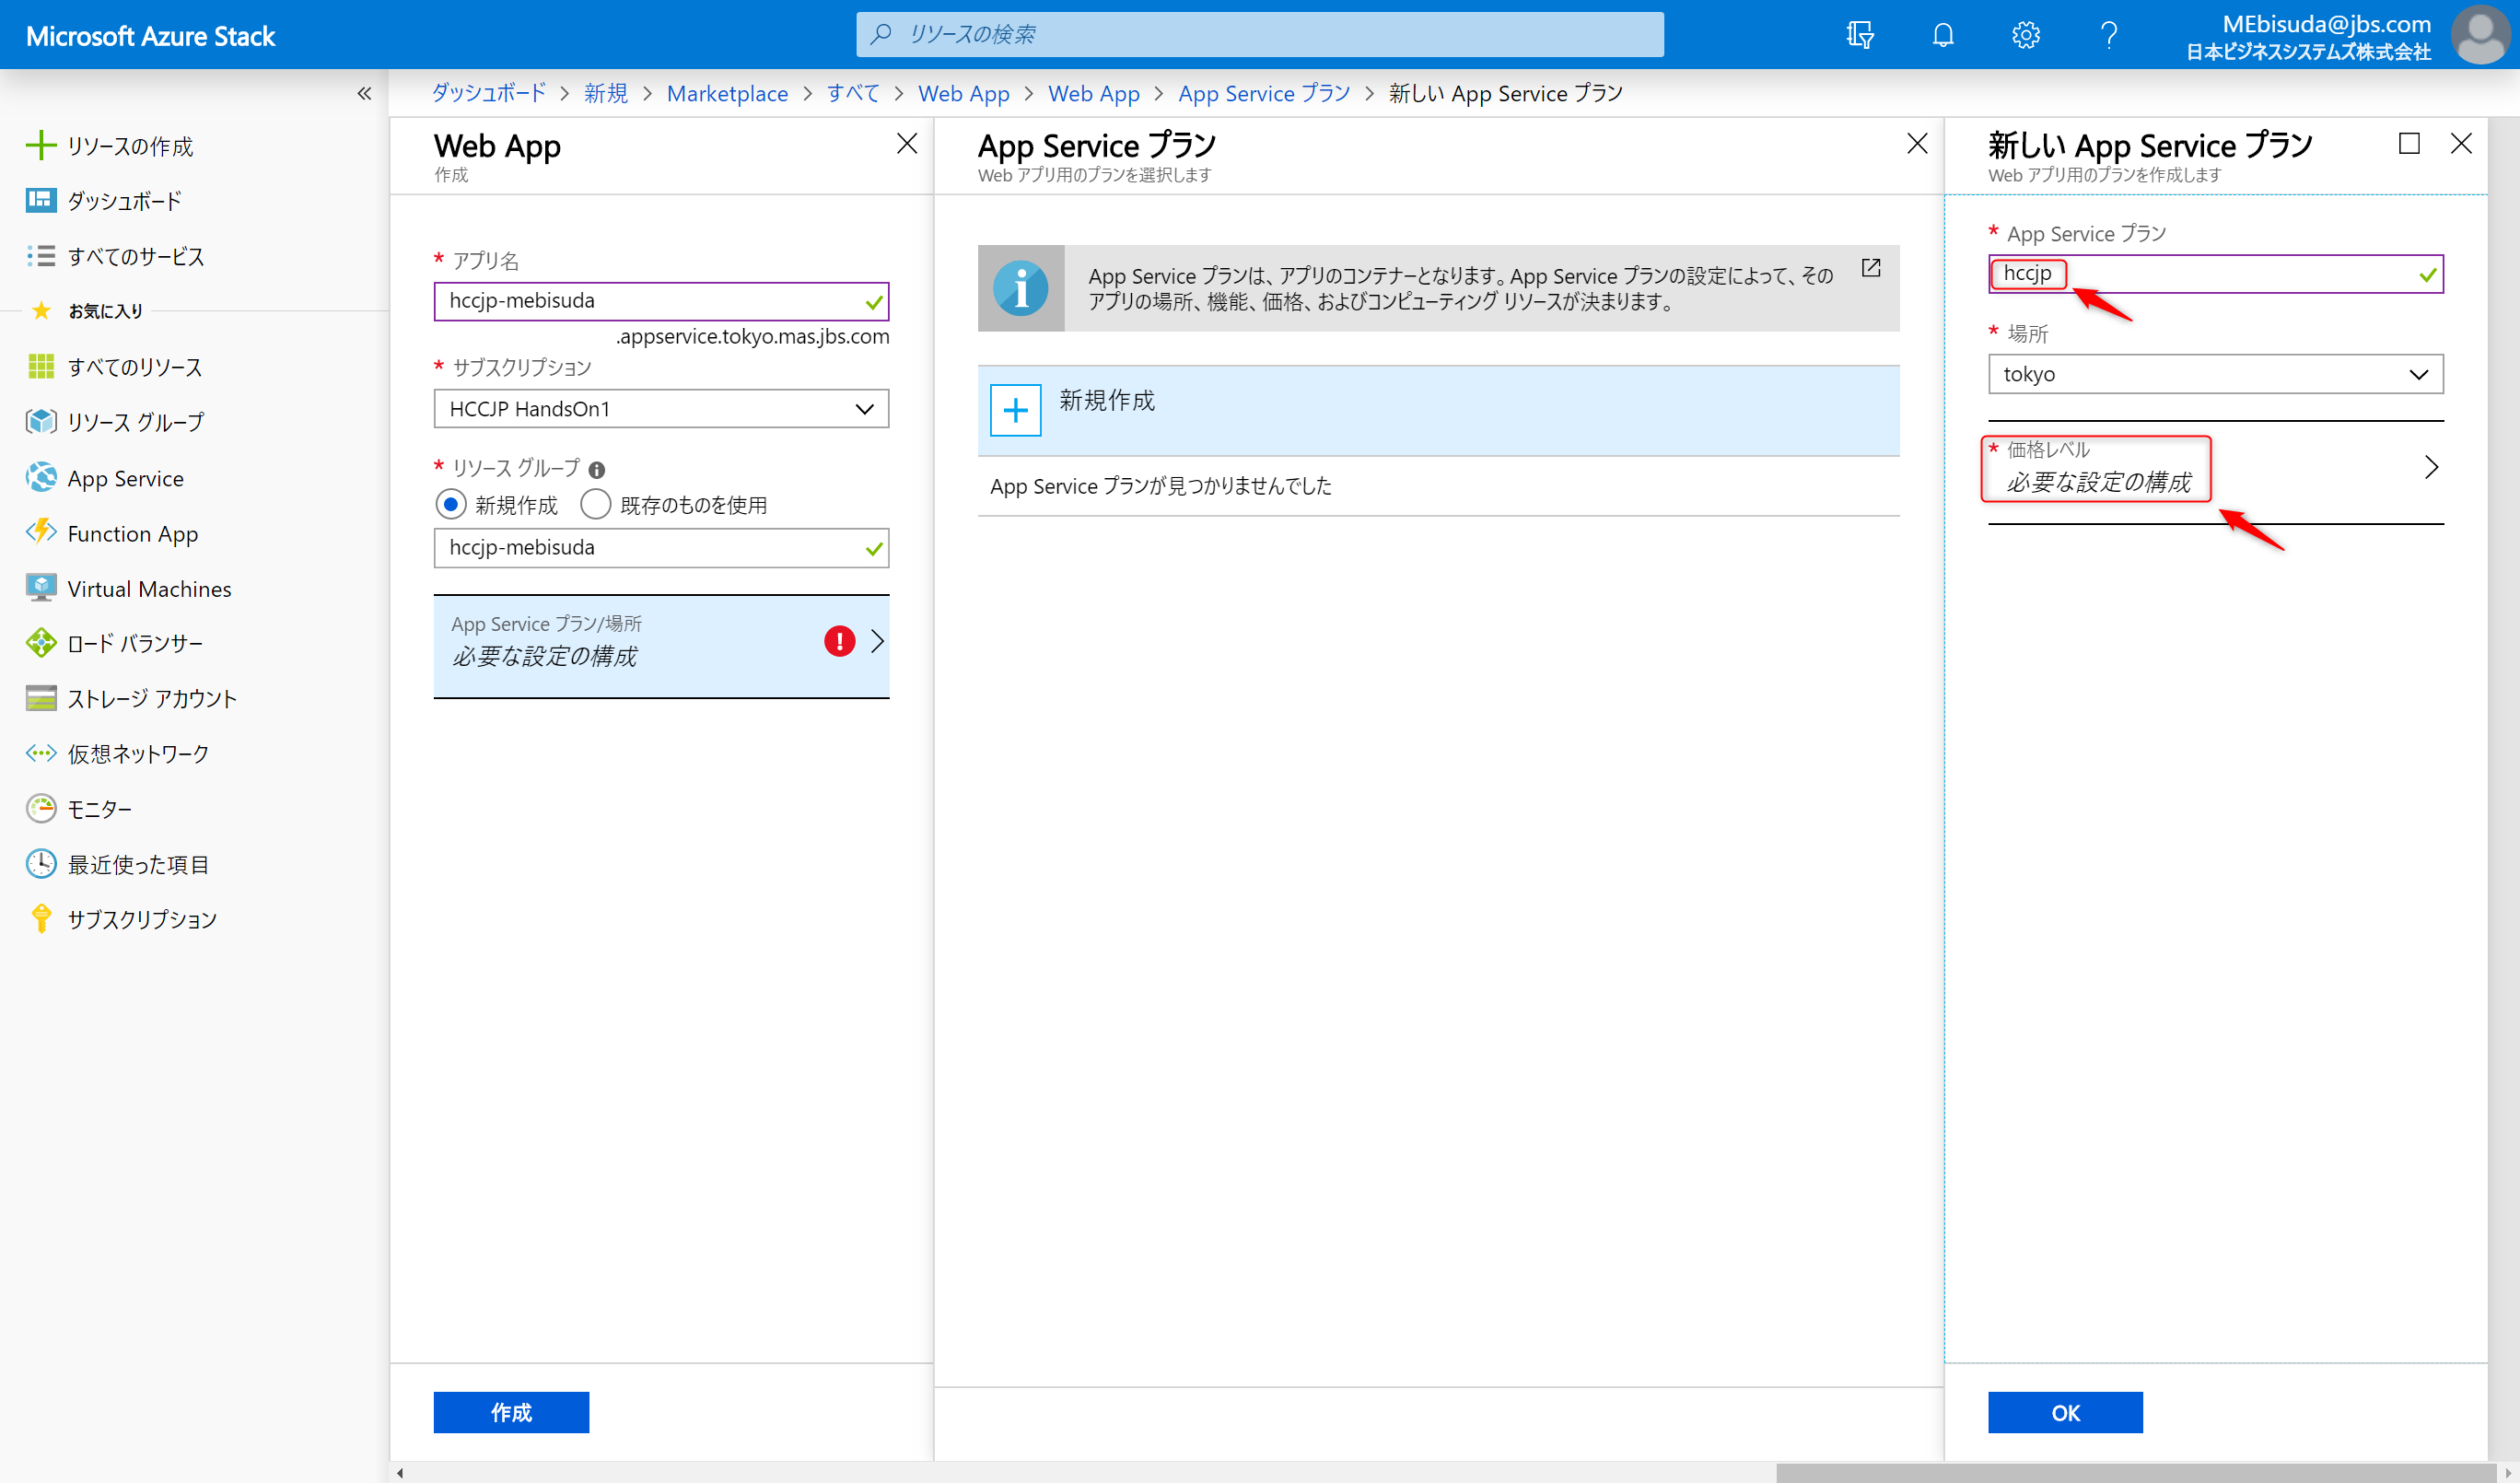 Microsoft Azure Stack
リソースの検索
MEbisuda@jbs.com
日本ビジネスシステムズ株式会社
ダッシュボード > 新規 > Marketplace > すべて > Web App > Web App > App Service プラン > 新しい App Service プラン
リソースの作成
ダッシュボード
すべてのサービス
お気に入り
すべてのリソース
リソース グループ
App Service
Function App
Virtual Machines
ロード バランサー
ストレージ アカウント
仮想ネットワーク
モニター
最近使った項目
サブスクリプション
Web App
作成
* アプリ名
hccjp-mebisuda
.appservice.tokyo.mas.jbs.com
* サブスクリプション
HCCJP HandsOn1
* リソース グループ
新規作成 既存のものを使用
hccjp-mebisuda
App Service プラン/場所
必要な設定の構成
作成
App Service プラン
Web アプリ用のプランを選択します
App Service プランは、アプリのコンテナーとなります。App Service プランの設定によって、その
アプリの場所、機能、価格、およびコンピューティング リソースが決まります。
新規作成
App Service プランが見つかりませんでした
新しい App Service プラン
Web アプリ用のプランを作成します
* App Service プラン
hccjp
* 場所
tokyo
* 価格レベル
必要な設定の構成
OK